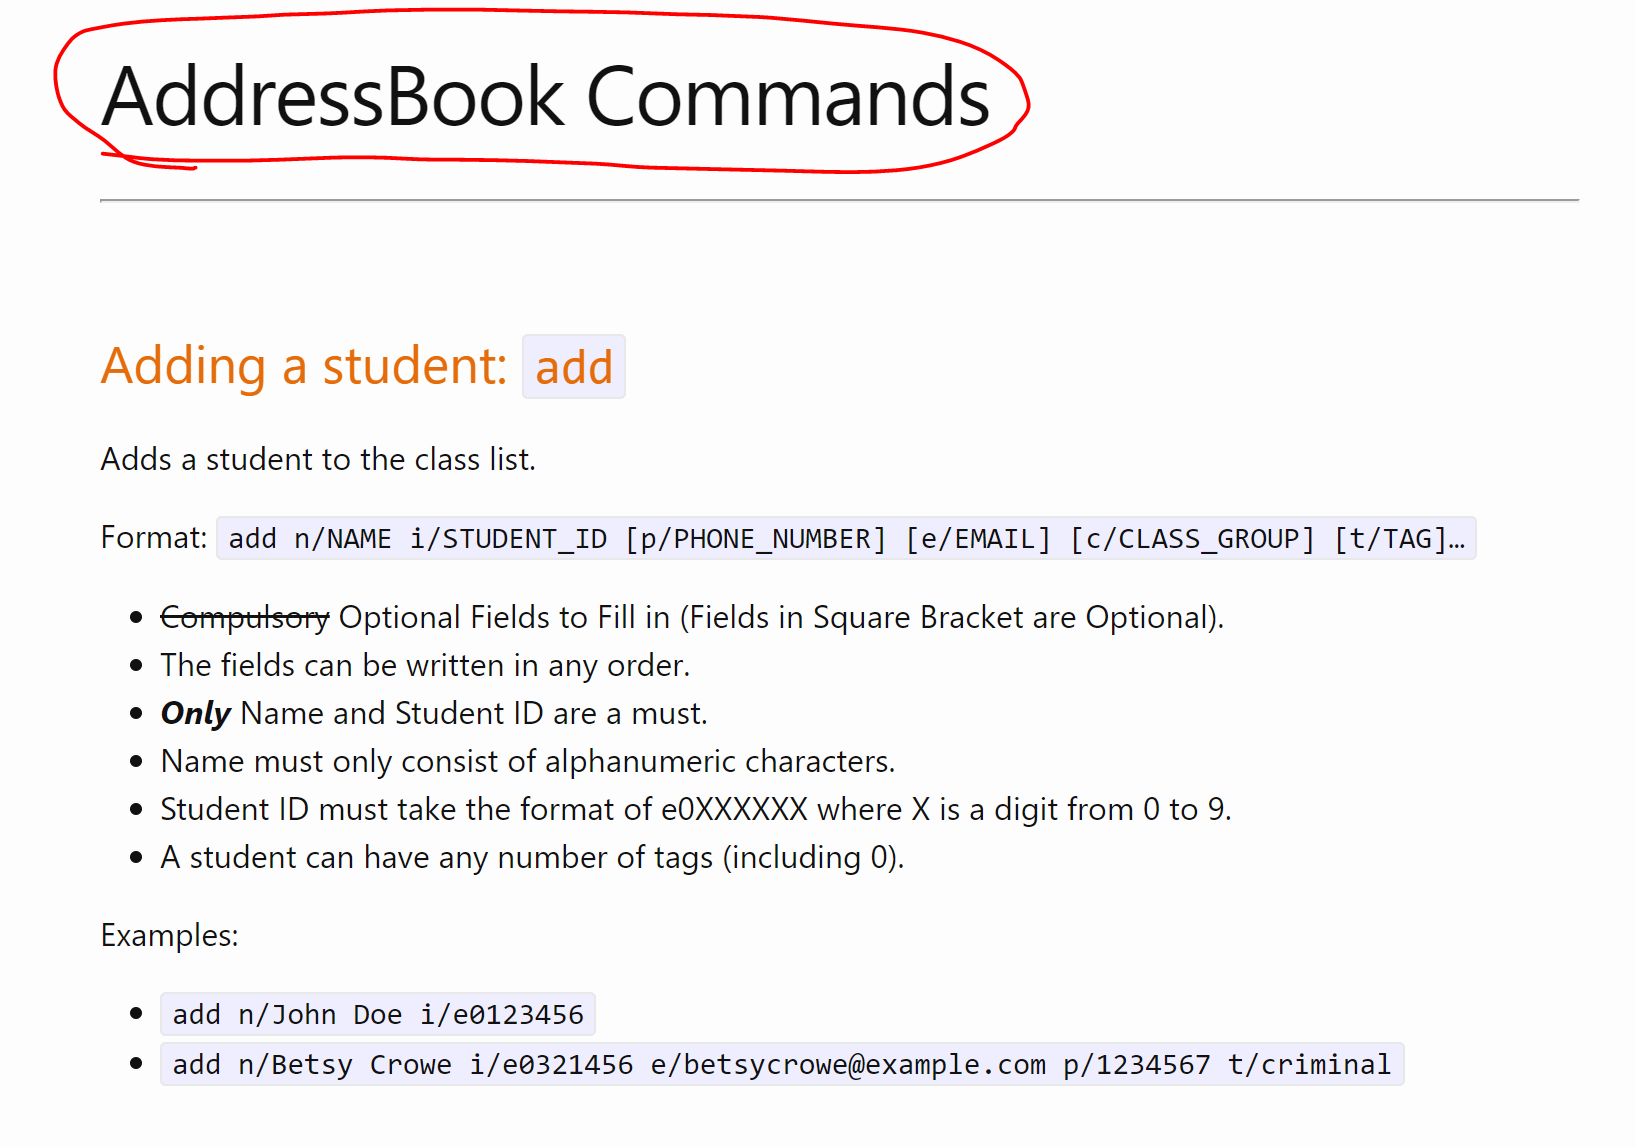 AddressBook Commands
Adding a student: add
Adds a student to the class list.
Format: add n/NAME i/STUDENT_ID [p/PHONE_NUMBER] [e/EMAIL] [c/CLASS_GROUP] [t/TAG]…
Compulsory Optional Fields to Fill in (Fields in Square Bracket are Optional).
The fields can be written in any order.
Only Name and Student ID are a must.
Name must only consist of alphanumeric characters.
Student ID must take the format of e0XXXXXX where X is a digit from 0 to 9.
A student can have any number of tags (including 0).
Examples:
add n/John Doe i/e0123456
add n/Betsy Crowe i/e0321456 e/betsycrowe@example.com p/1234567 t/criminal